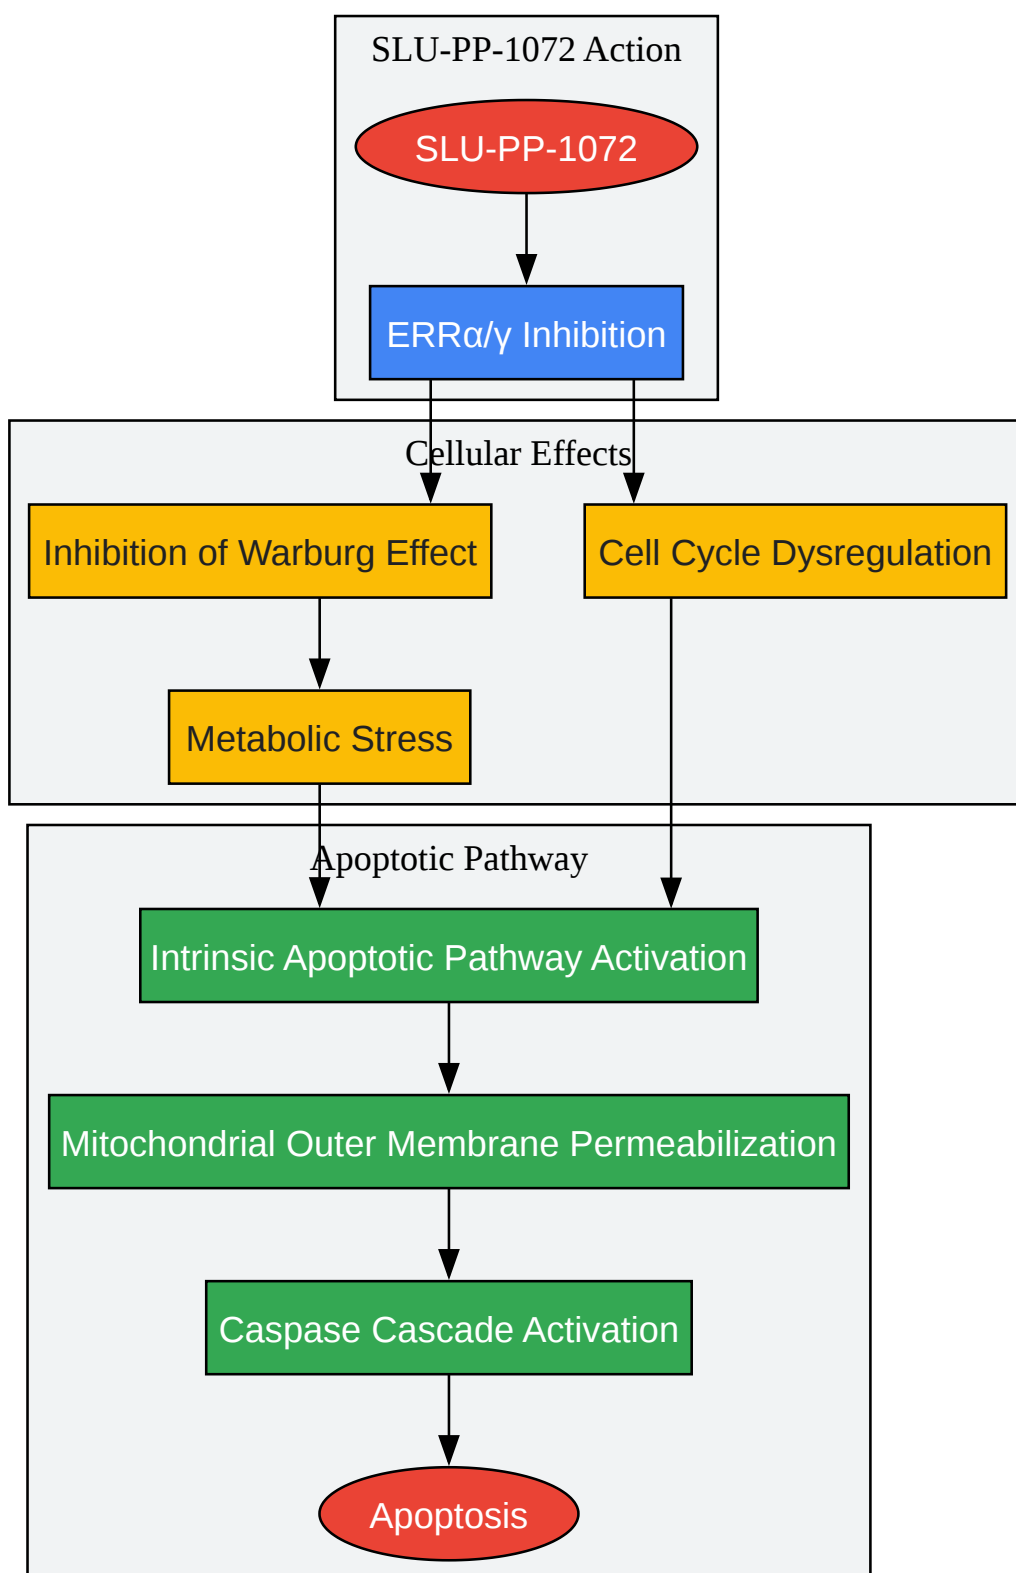 SLU-PP-1072 Action
SLU-PP-1072
ERRα/γ Inhibition
Cellular Effects
Inhibition of Warburg Effect
Cell Cycle Dysregulation
Metabolic Stress
Apoptotic Pathway
Intrinsic Apoptotic Pathway Activation
Mitochondrial Outer Membrane Permeabilization
Caspase Cascade Activation
Apoptosis